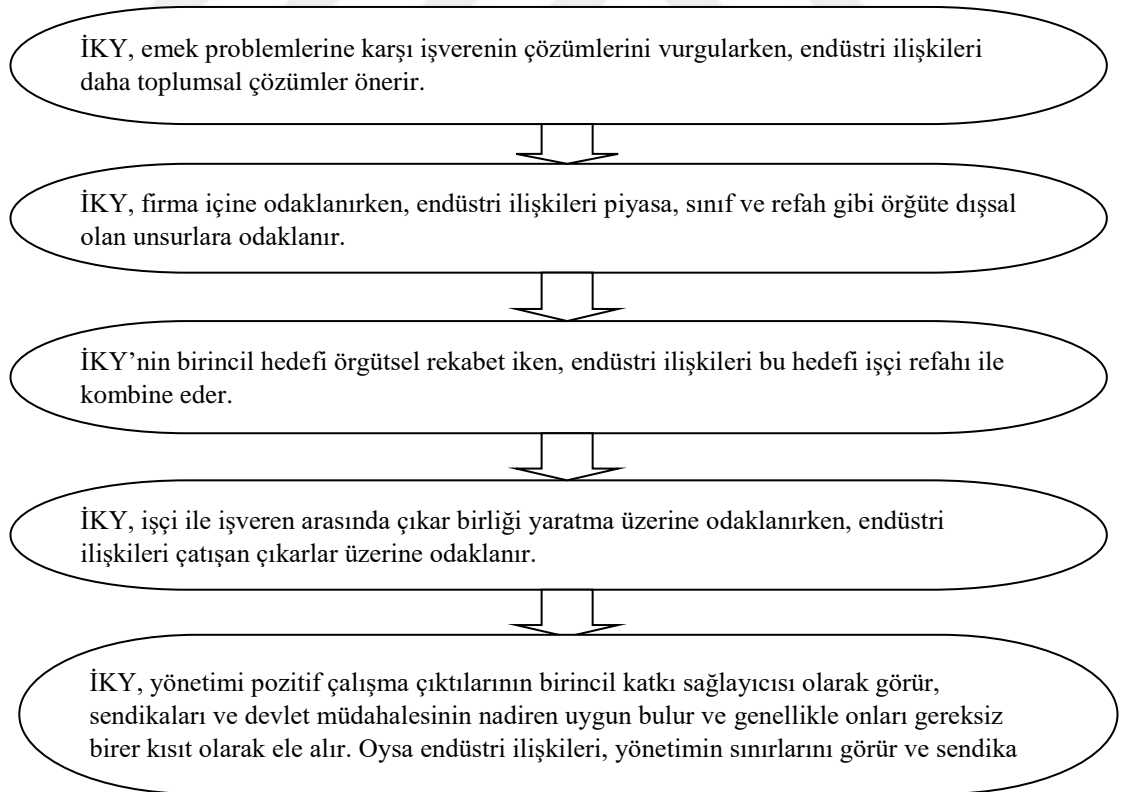 İKY, emek problemlerine karşı işverenin çözümlerini vurgularken, endüstri ilişkileri
daha toplumsal çözümler önerir.
İKY, firma içine odaklanırken, endüstri ilişkileri piyasa, sınıf ve refah gibi örgüte dışsal
olan unsurlara odaklanır.
İKY’nin birincil hedefi örgütsel rekabet iken, endüstri ilişkileri bu hedefi işçi refahı ile
kombine eder.
İKY, işçi ile işveren arasında çıkar birliği yaratma üzerine odaklanırken, endüstri
ilişkileri çatışan çıkarlar üzerine odaklanır.
İKY, yönetimi pozitif çalışma çıktılarının birincil katkı sağlayıcısı olarak görür,
sendikaları ve devlet müdahalesinin nadiren uygun bulur ve genellikle onları gereksiz
birer kısıt olarak ele alır. Oysa endüstri ilişkileri, yönetimin sınırlarını görür ve sendika